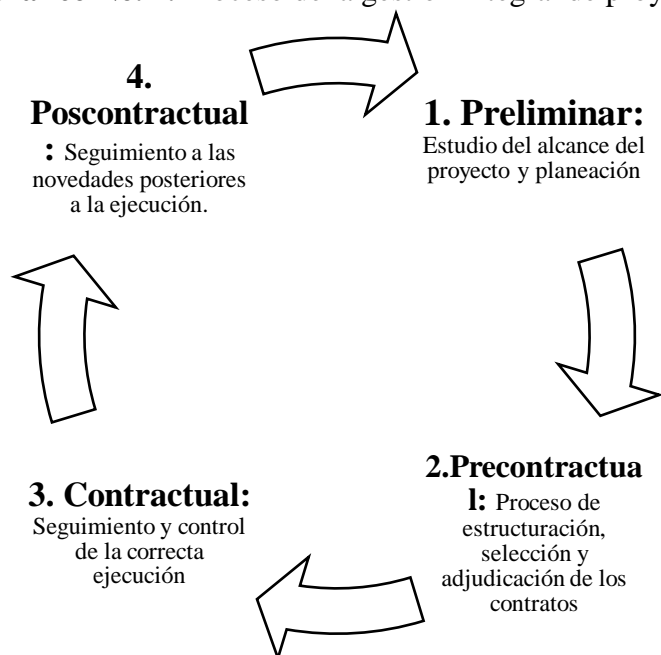 1. Preliminar:
Estudio del alcance del
proyecto y planeación
2.Precontractua
l: Proceso de
estructuración,
selección y
adjudicación de los
contratos
3. Contractual:
Seguimiento y control
de la correcta
ejecución
4.
Poscontractual
: Seguimiento a las
novedades posteriores
a la ejecución.